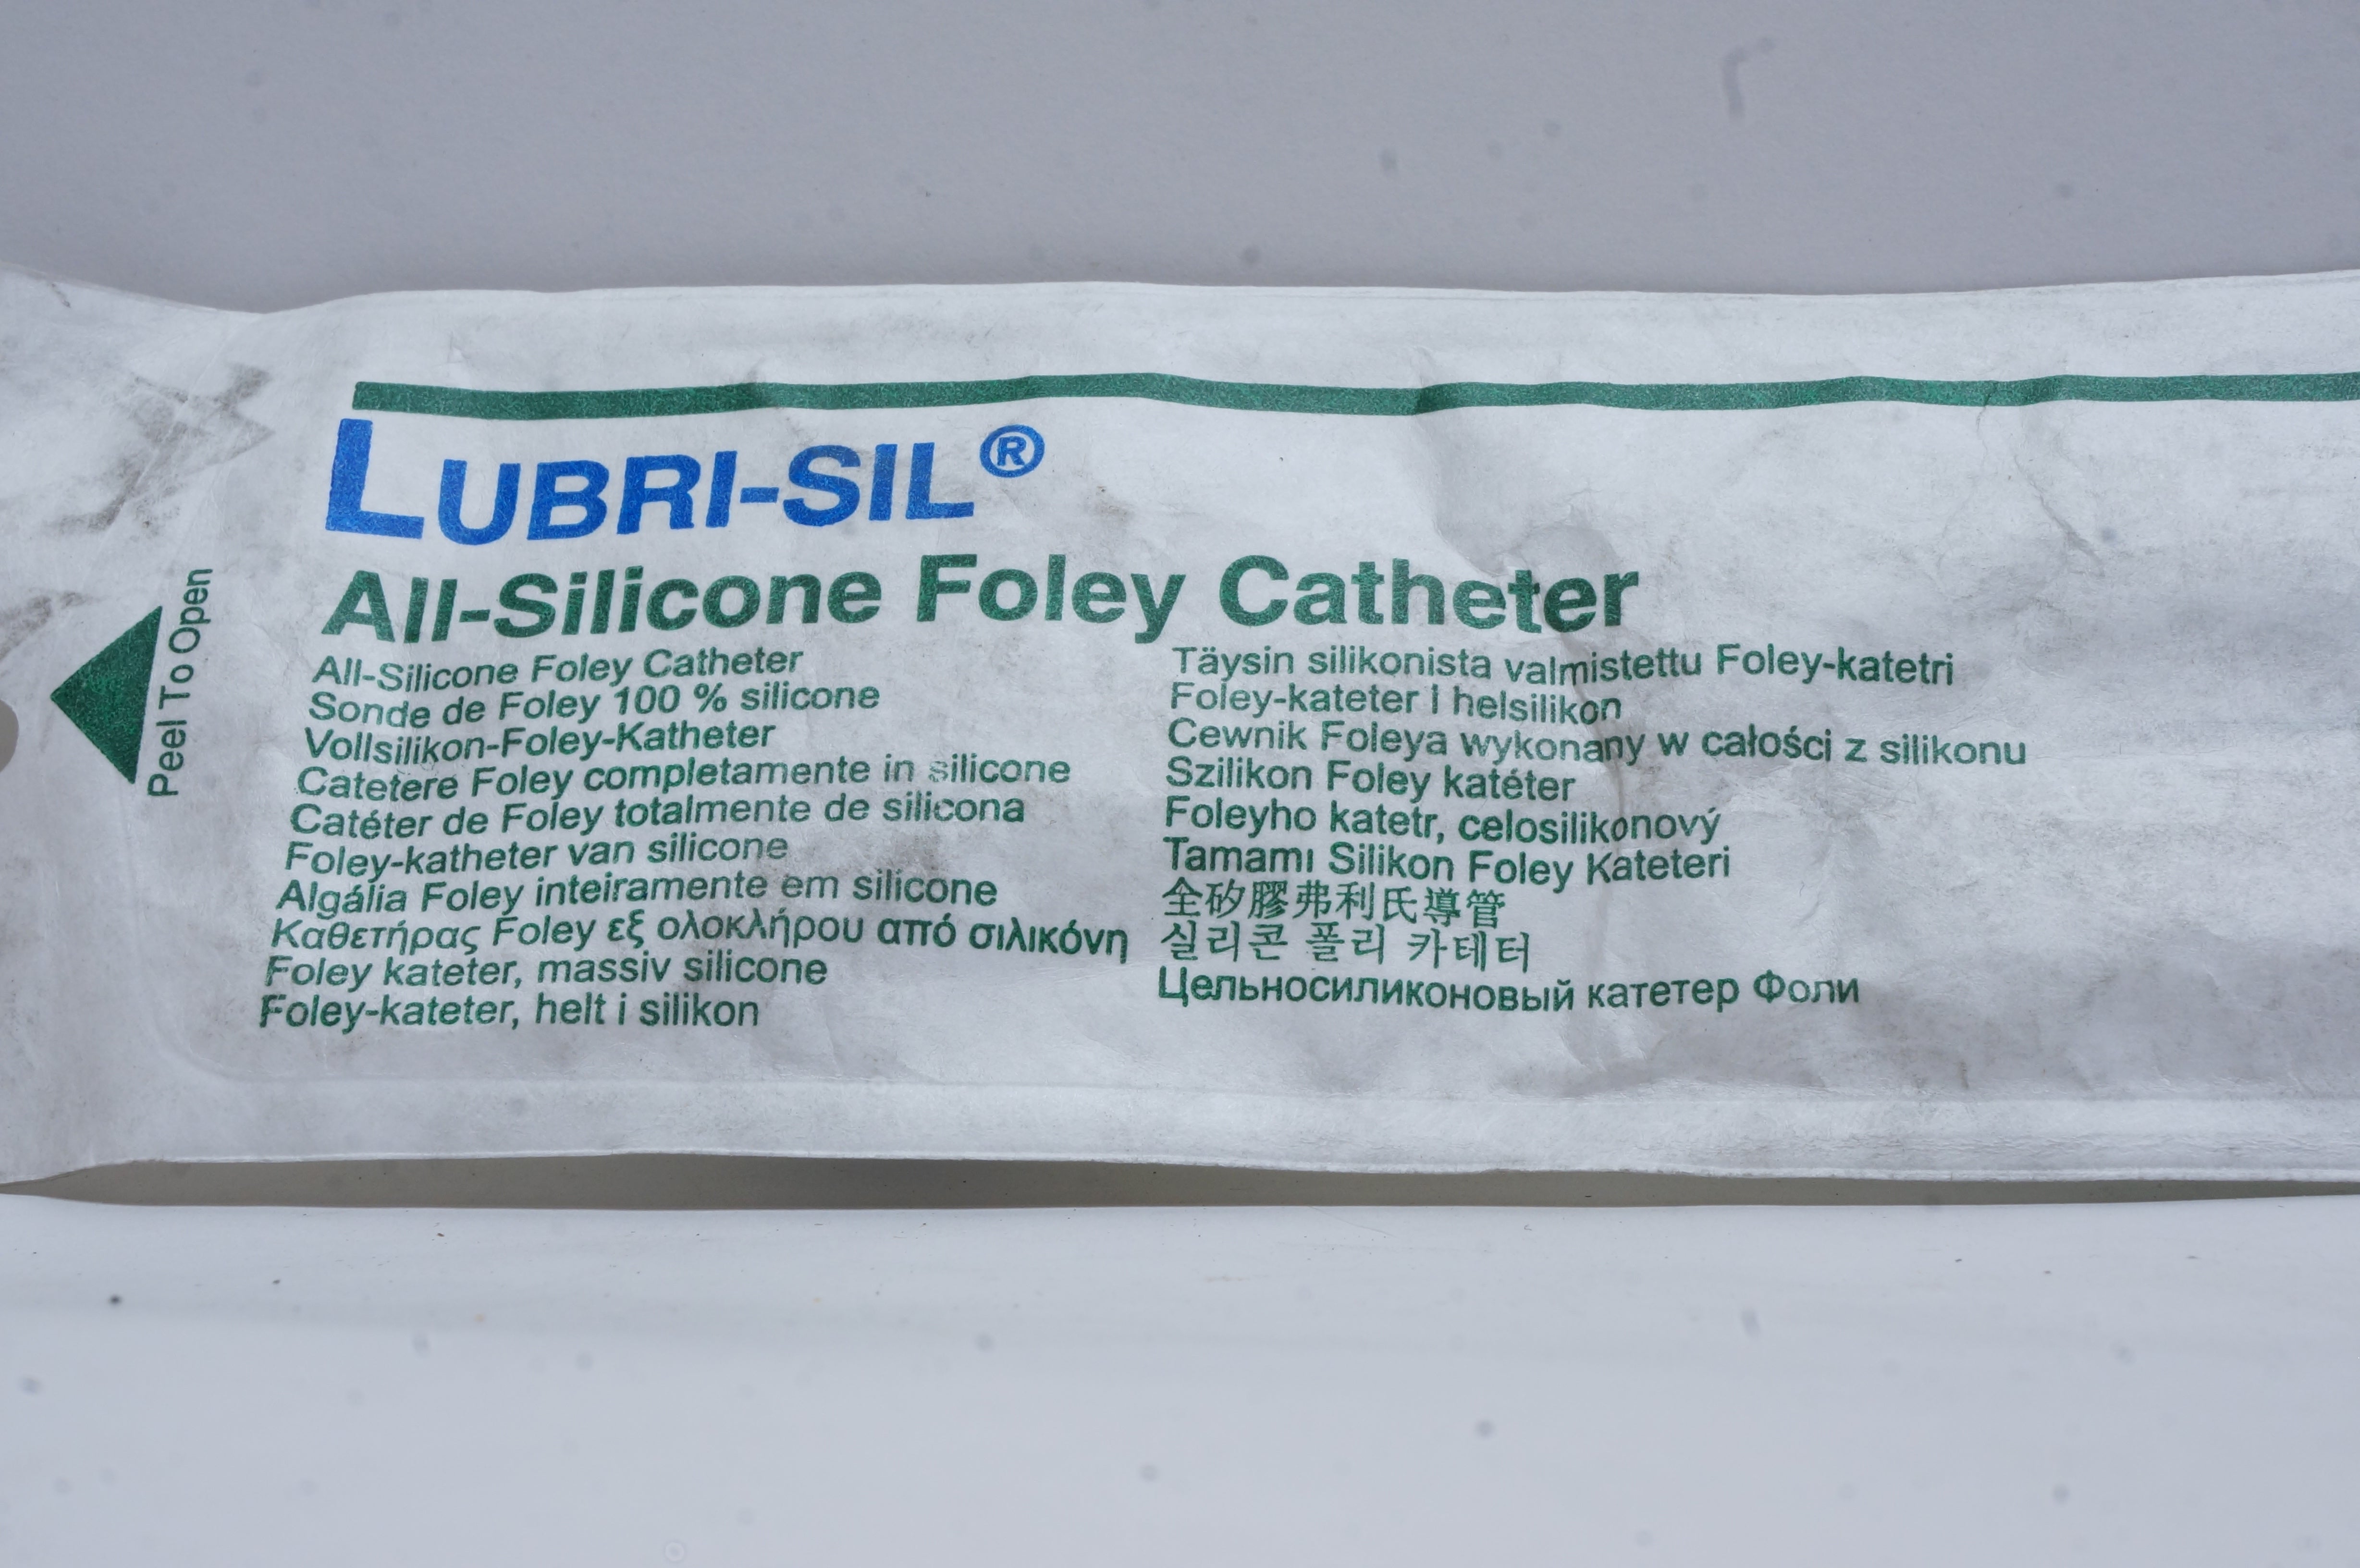 LUBRI-SIL®
All-Silicone Foley Catheter
Peel To Open
All-Silicone Foley Catheter
Sonde de Foley 100 % silicone
Vollsilikon-Foley-Katheter
Catetere Foley completamente in silicone
Catéter de Foley totalmente de silicona
Foley-katheter van silicone
Algália Foley inteiramente em silicone
Καθετήρας Foley εξ ολοκλήρου από σιλικόνη
Foley kateter, massiv silicone
Foley-kateter, helt i silikon
Täysin silikonista valmistettu Foley-katetri
Foley-kateter I helsilikon
Cewnik Foleya wykonany w całości z silikonu
Szilikon Foley katéter
Foleyho katetr, celosilikonový
Tamamı Silikon Foley Kateteri
全矽膠弗利氏導管
실리콘 폴리 카테터
Цельносиликоновый катетер Фоли